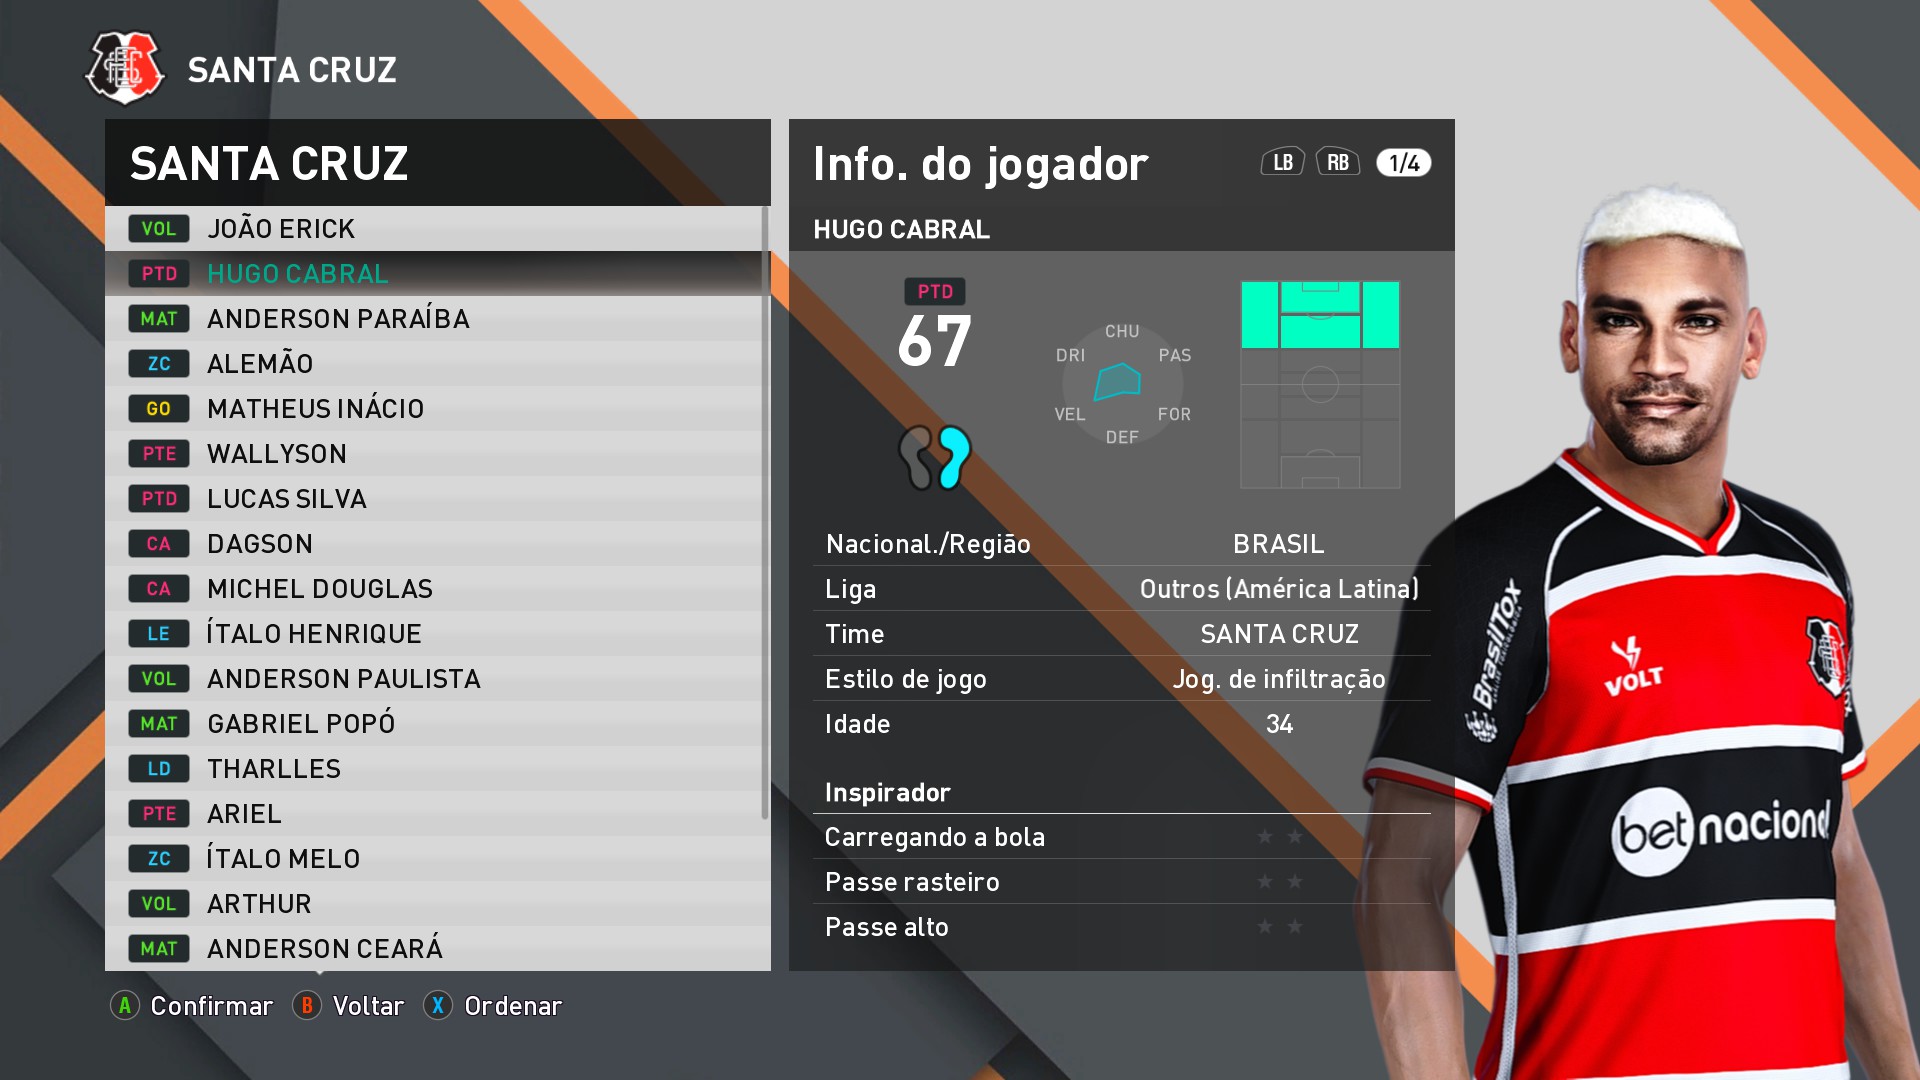 SANTA CRUZ
SANTA CRUZ
VOL JOÃO ERICK
PTD HUGO CABRAL
MAT ANDERSON PARAÍBA
ZC ALEMÃO
GO MATHEUS INÁCIO
PTE WALLYSON
PTD LUCAS SILVA
CA DAGSON
CA MICHEL DOUGLAS
LE ÍTALO HENRIQUE
VOL ANDERSON PAULISTA
MAT GABRIEL POPÓ
LD THARLLES
PTE ARIEL
ZC ÍTALO MELO
VOL ARTHUR
MAT ANDERSON CEARÁ
A Confirmar B Voltar X Ordenar
Info. do jogador LB RB 1/4
HUGO CABRAL
PTD
67
CHU
DRI PAS
VEL FOR
DEF
Nacional./Região BRASIL
Liga Outros (América Latina)
Time SANTA CRUZ
Estilo de jogo Jog. de infiltração
Idade 34
Inspirador
Carregando a bola
Passe rasteiro
Passe alto
BrasilTox
VOLT
betnacional